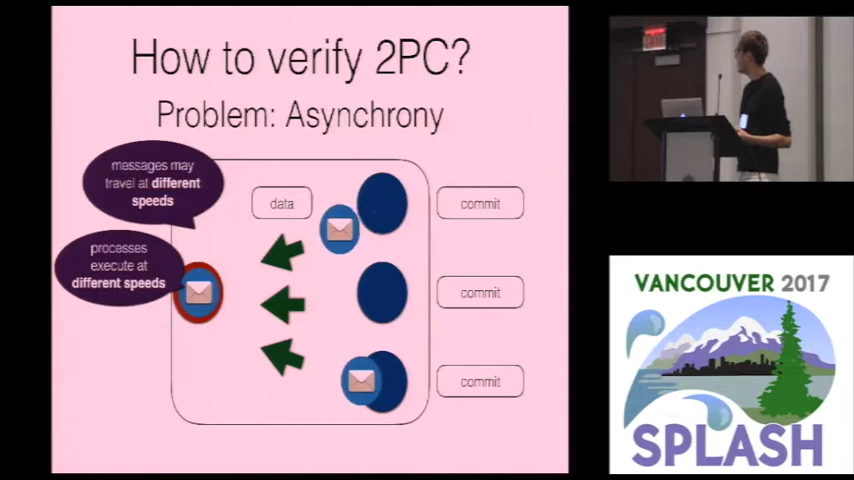 How to verify 2PC?
Problem: Asynchrony
messages may
travel at different
speeds
processes
execute at
different speeds
data
commit
commit
commit
VANCOUVER 2017
SPLASH